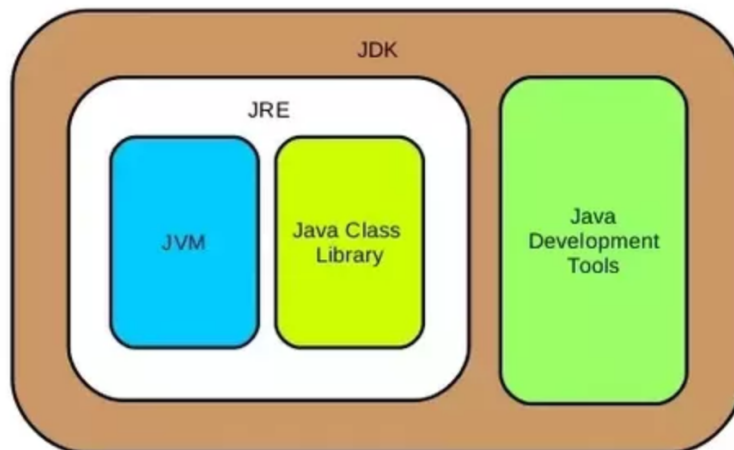 JDK
JRE
JVM
Java Class
Library
Java
Development
Tools